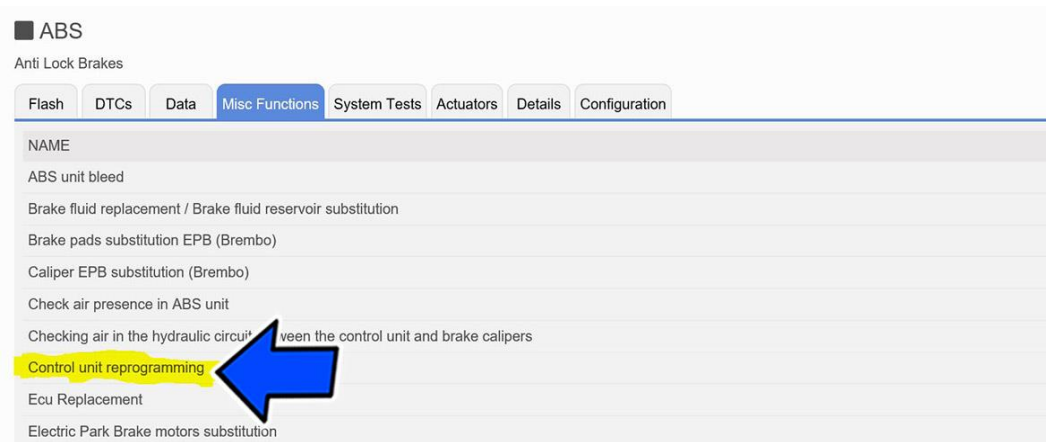 ABS
Anti Lock Brakes
Flash DTCs Data Misc Functions System Tests Actuators Details Configuration
NAME
ABS unit bleed
Brake fluid replacement / Brake fluid reservoir substitution
Brake pads substitution EPB (Brembo)
Caliper EPB substitution (Brembo)
Check air presence in ABS unit
Checking air in the hydraulic circuit the control unit and brake calipers
Control unit reprogramming
Ecu Replacement
Electric Park Brake motors substitution